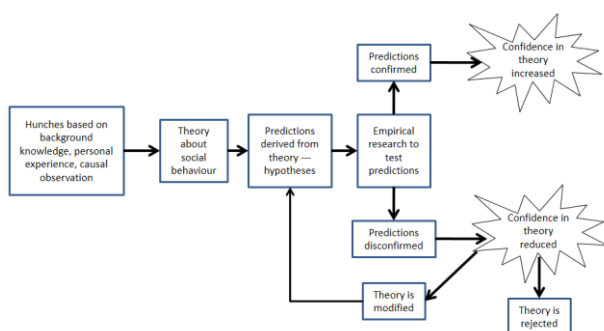 Hunches based on
background
knowledge, personal
experience, causal
observation
Theory
about
social
behaviour
Predictions
derived from
theory ---
hypotheses
Empirical
research to
test
predictions
Predictions
confirmed
Confidence in
theory
increased
Predictions
disconfirmed
Confidence in
theory
reduced
Theory is
modified
Theory is
rejected